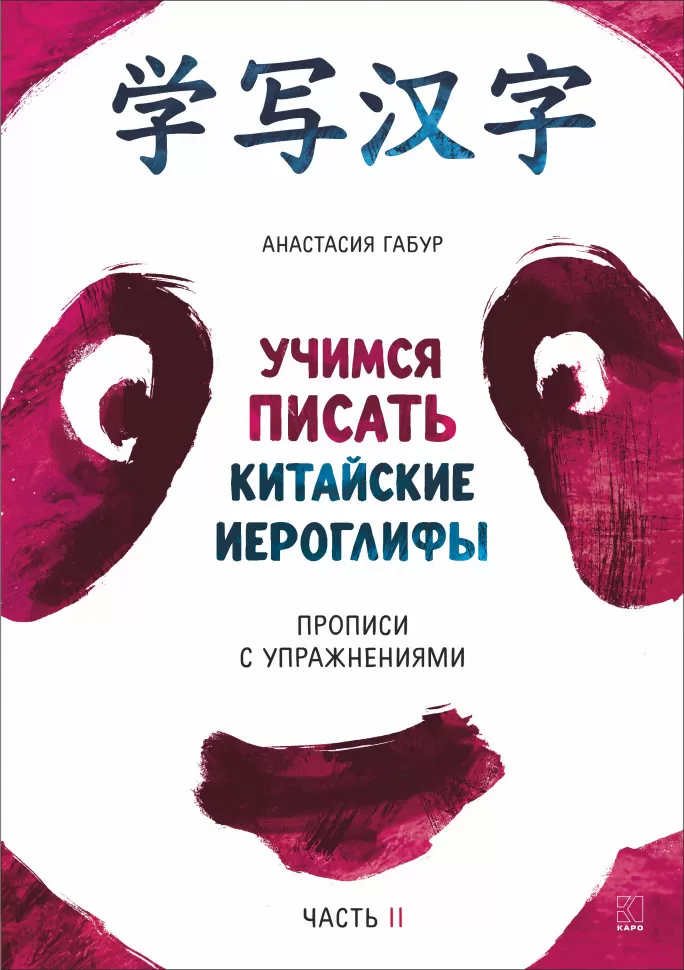 学写汉字
АНАСТАСИЯ ГАБУР
УЧИМСЯ
ПИСАТЬ
КИТАЙСКИЕ
ИЕРОГЛИФЫ
ПРОПИСИ
С УПРАЖНЕНИЯМИ
ЧАСТЬ II
КАРО